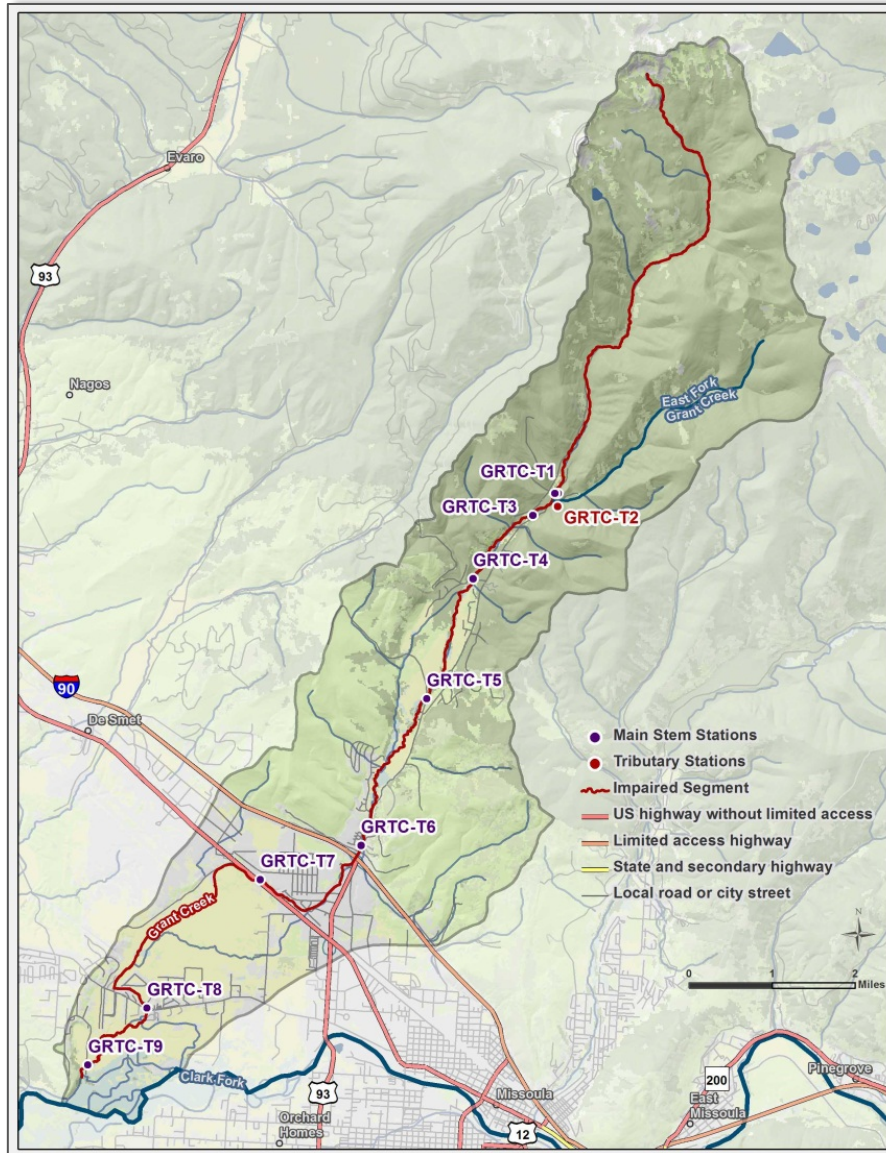 Evaro
93
Nagos
East Fork
Grant Creek
GRTC-T1
GRTC-T3
GRTC-T2
GRTC-T4
90
GRTC-T5
De Smet
Main Stem Stations
Tributary Stations
Impaired Segment
US highway without limited access
Limited access highway
State and secondary highway
Local road or city street
GRTC-T6
GRTC-T7
Grant Creek
N
0 1 2
Miles
GRTC-T8
GRTC-T9
Clark Fork
93
Missoula
200
Pinegrove
East
Missoula
Orchard
Homes
12